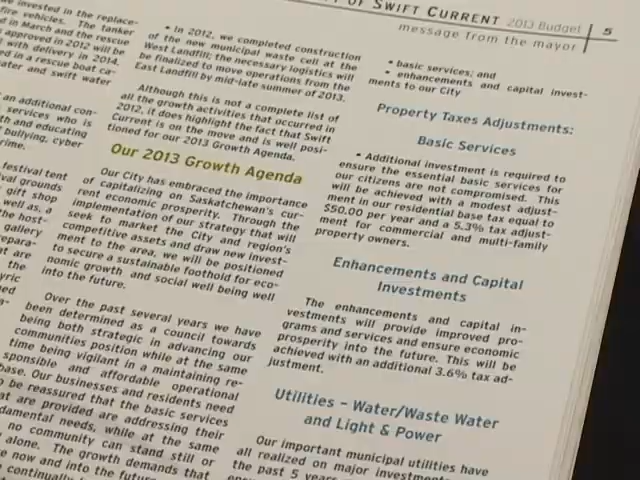 OF SWIFT CURRENT 2013 Budget 5
message from the mayor
invested in the replace-
fire vehicles. The tanker
in March and the rescue
approved in 2012 will be
with delivery in 2014.
ed in a rescue boat ca-
ater and swift water
an additional con-
services who is
th and educating
bullying, cyber
rime.
festival tent
val grounds
gift shop
well as, a
the host-
gallery
epara-
at are
the
yric
• In 2012, we completed construction
of the new municipal waste cell at the
West Landfill; the necessary logistics will
be finalized to move operations from the
East Landfill by mid-late summer of 2013.
Although this is not a complete list of
all the growth activities that occurred in
2012, it does highlight the fact that Swift
Current is on the move and is well posi-
tioned for our 2013 Growth Agenda.
Our 2013 Growth Agenda
Our City has embraced the importance
of capitalizing on Saskatchewan's cur-
rent economic prosperity. Through the
implementation of our strategy that will
seek to market the City and region's
competitive assets and draw new invest-
ment to the area, we will be positioned
to secure a sustainable foothold for eco-
nomic growth and social well being well
into the future.
Over the past several years we have
been determined as a council towards
being both strategic in advancing our
communities position while at the same
time being vigilant in a maintaining re-
sponsible and affordable operational
base. Our businesses and residents need
to be reassured that the basic services
at are provided are addressing their
damental needs, while at the same
no community can stand still or
alone. The growth demands that
now and into the future
continually
• basic services; and
• enhancements and capital invest-
ments to our City
Property Taxes Adjustments:
Basic Services
• Additional investment is required to
ensure the essential basic services for
our citizens are not compromised. This
will be achieved with a modest adjust-
ment in our residential base tax equal to
$50.00 per year and a 5.3% tax adjust-
ment for commercial and multi-family
property owners.
Enhancements and Capital
Investments
The enhancements and capital in-
vestments will provide improved pro-
grams and services and ensure economic
prosperity into the future. This will be
achieved with an additional 3.6% tax ad-
justment.
Utilities – Water/Waste Water
and Light & Power
Our important municipal utilities have
all realized on major investments
the past 5 years